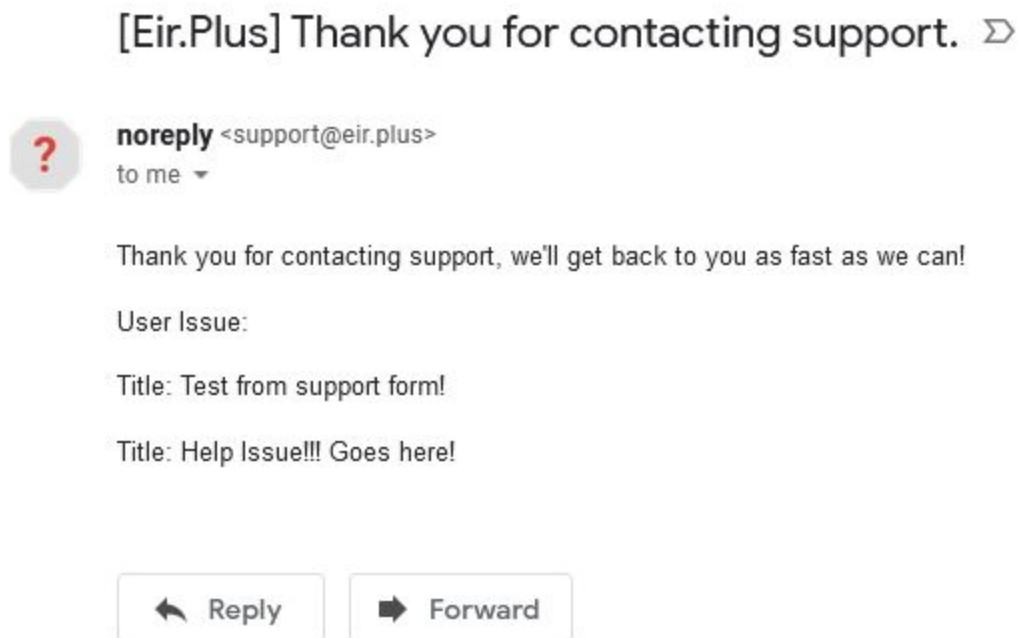 [Eir.Plus] Thank you for contacting support.
?
noreply <support@eir.plus>
to me
Thank you for contacting support, we'll get back to you as fast as we can!
User Issue:
Title: Test from support form!
Title: Help Issue!!! Goes here!
Reply Forward